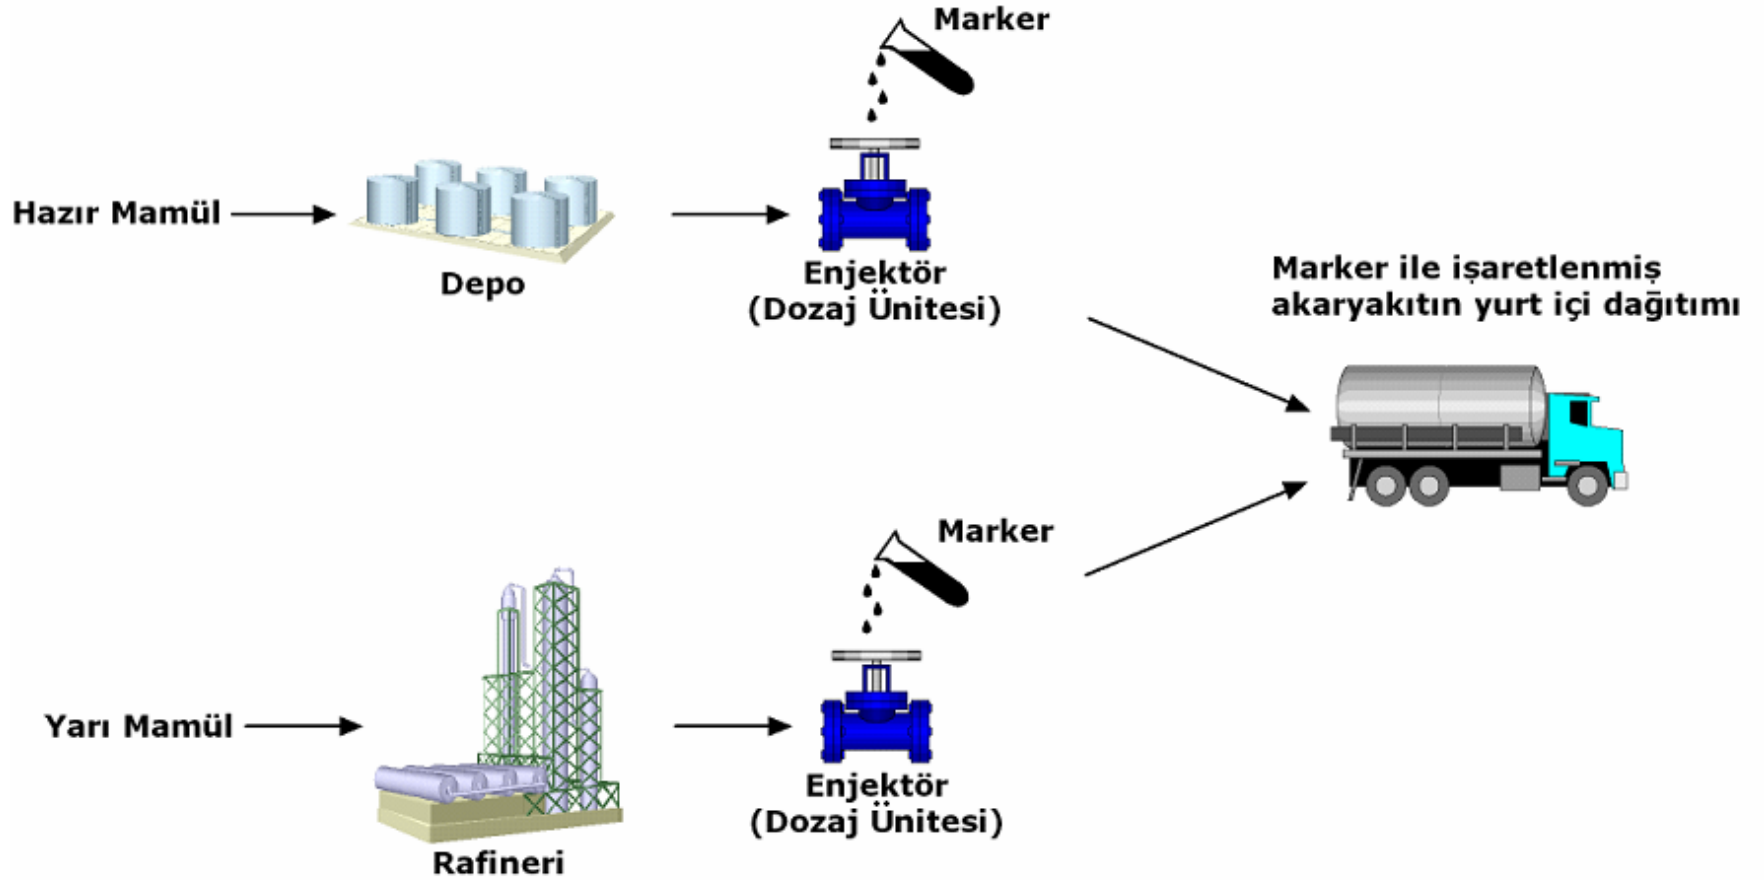 Marker
Hazır Mamül
Depo
Enjektör
(Dozaj Ünitesi)
Marker ile işaretlenmiş
akaryakıtın yurt içi dağıtımı
Marker
Yarı Mamül
Rafineri
Enjektör
(Dozaj Ünitesi)